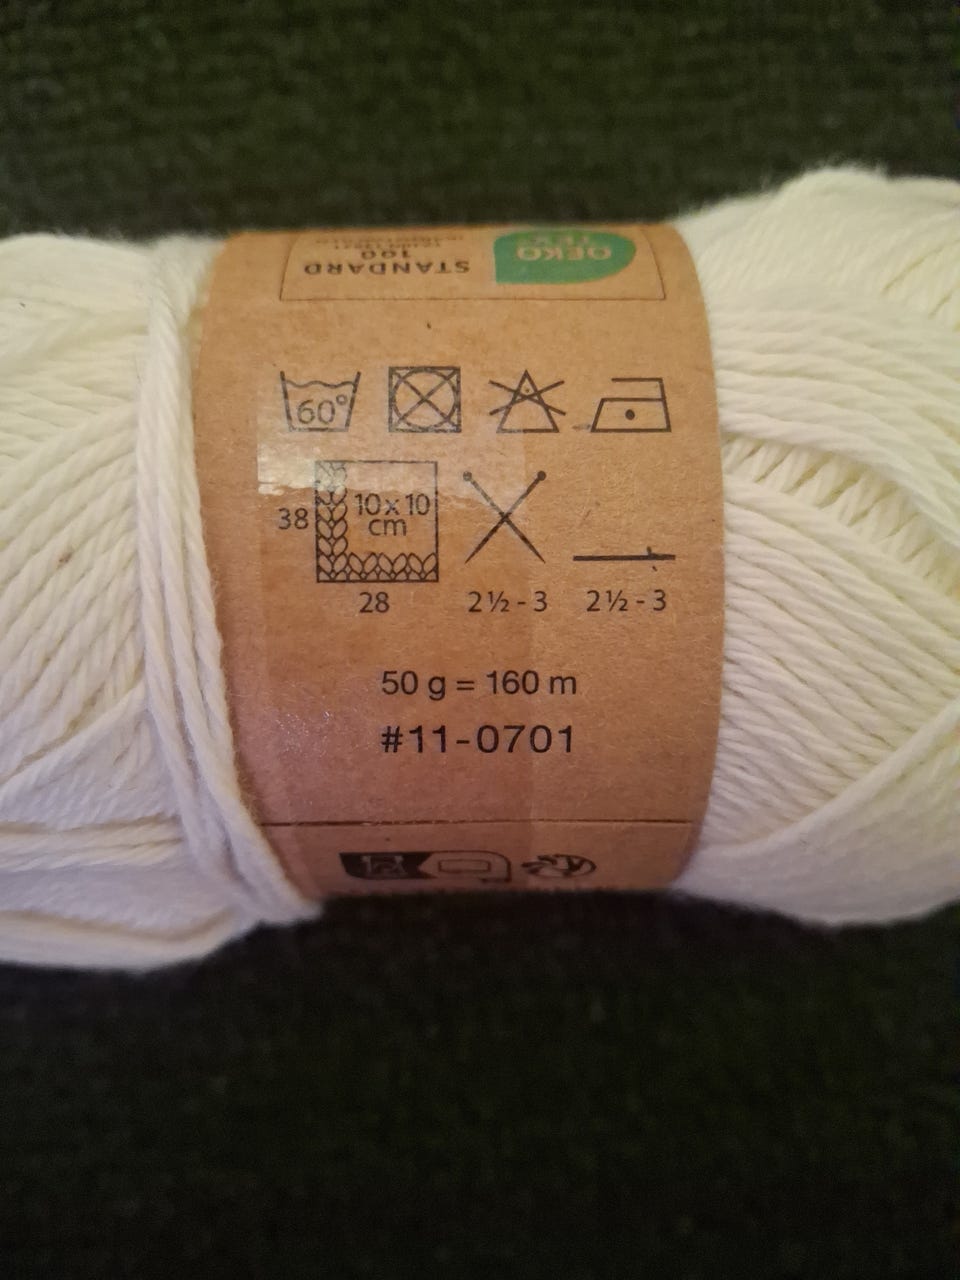 OEKO
TEX
STANDARD
100
60°
38
10x10
cm
28
2½-3
2½-3
50 g = 160 m
#11-0701